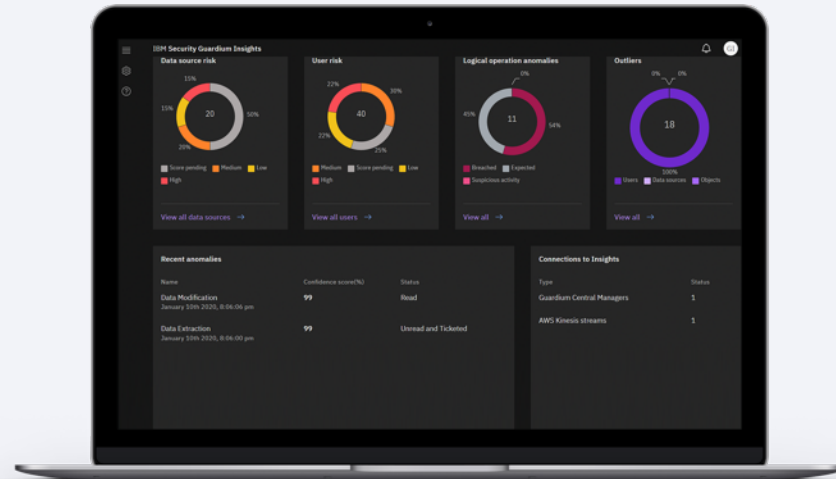 IBM Security Guardium Insights
GI
Data source risk
15%
15%
20
50%
20%
Score pending Medium Low
High
View all data sources →
User risk
22%
30%
40
22%
25%
Medium Score pending Low
High
View all users →
Logical operation anomalies
0%
45%
11
54%
Breached Expected
Suspicious activity
View all →
Outliers
0% 0%
18
100%
Users Data sources Objects
View all →
Recent anomalies
Name Confidence score(%) Status
Data Modification 99 Read
January 10th 2020, 8:06:06 pm
Data Extraction 99 Unread and Ticketed
January 10th 2020, 8:06:00 pm
Connections to Insights
Type Status
Guardium Central Managers 1
AWS Kinesis streams 1